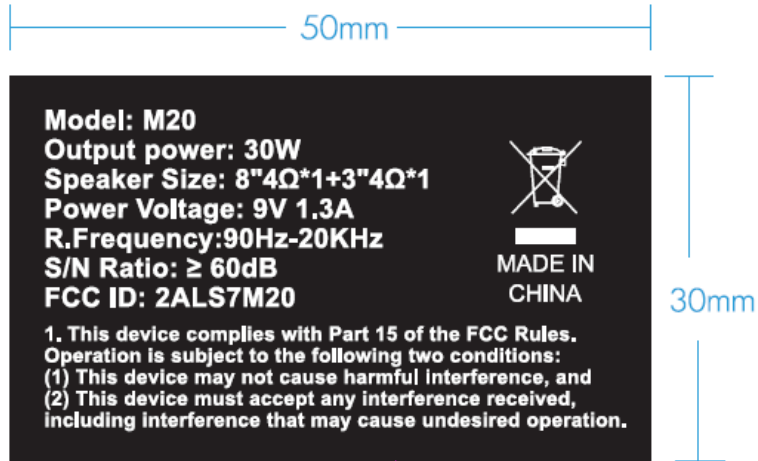 50mm
Model: M20
Output power: 30W
Speaker Size: 8"4Ω*1+3"4Ω*1
Power Voltage: 9V 1.3A
R.Frequency:90Hz-20KHz
S/N Ratio: ≥ 60dB
FCC ID: 2ALS7M20
MADE IN
CHINA
30mm
1. This device complies with Part 15 of the FCC Rules.
Operation is subject to the following two conditions:
(1) This device may not cause harmful interference, and
(2) This device must accept any interference received,
including interference that may cause undesired operation.